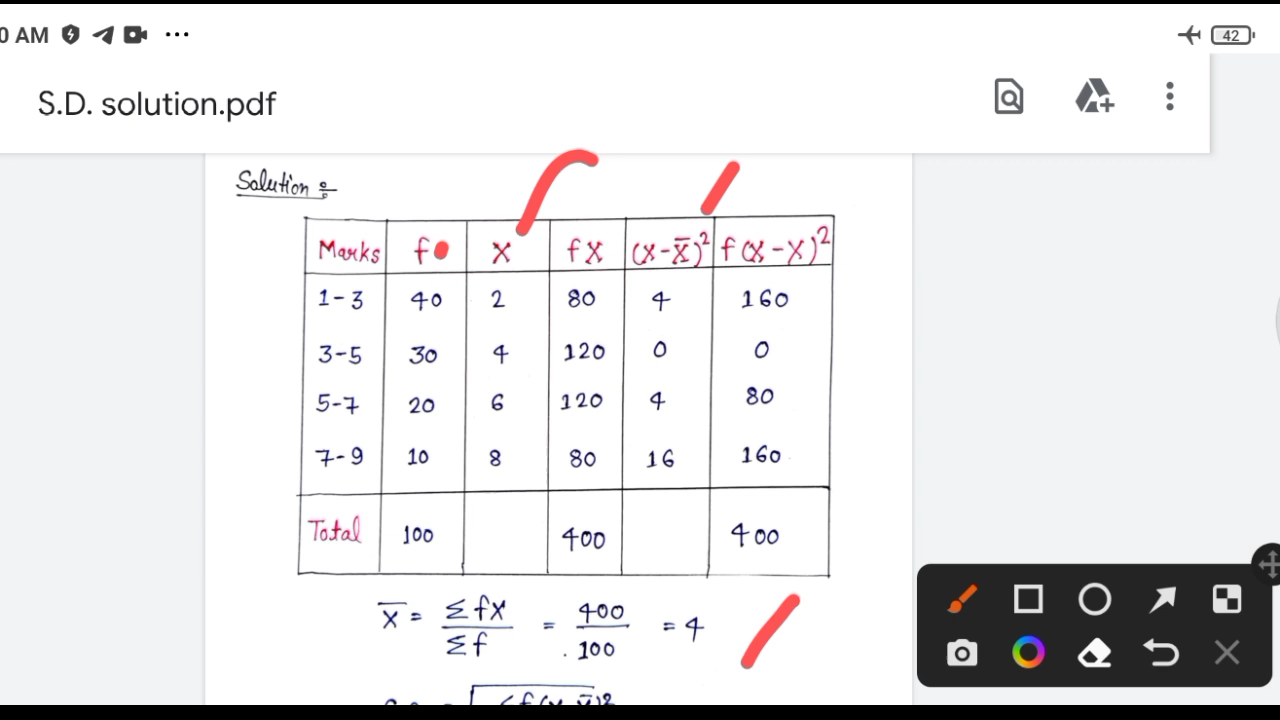 0 AM
42
S.D. solution.pdf
Solution :
Marks f X fX (X-X̄)² f(X-X)²
1-3 40 2 80 4 160
3-5 30 4 120 0 0
5-7 20 6 120 4 80
7-9 10 8 80 16 160
Total 100 400 400
X̄ = ΣfX / Σf = 400 / 100 = 4